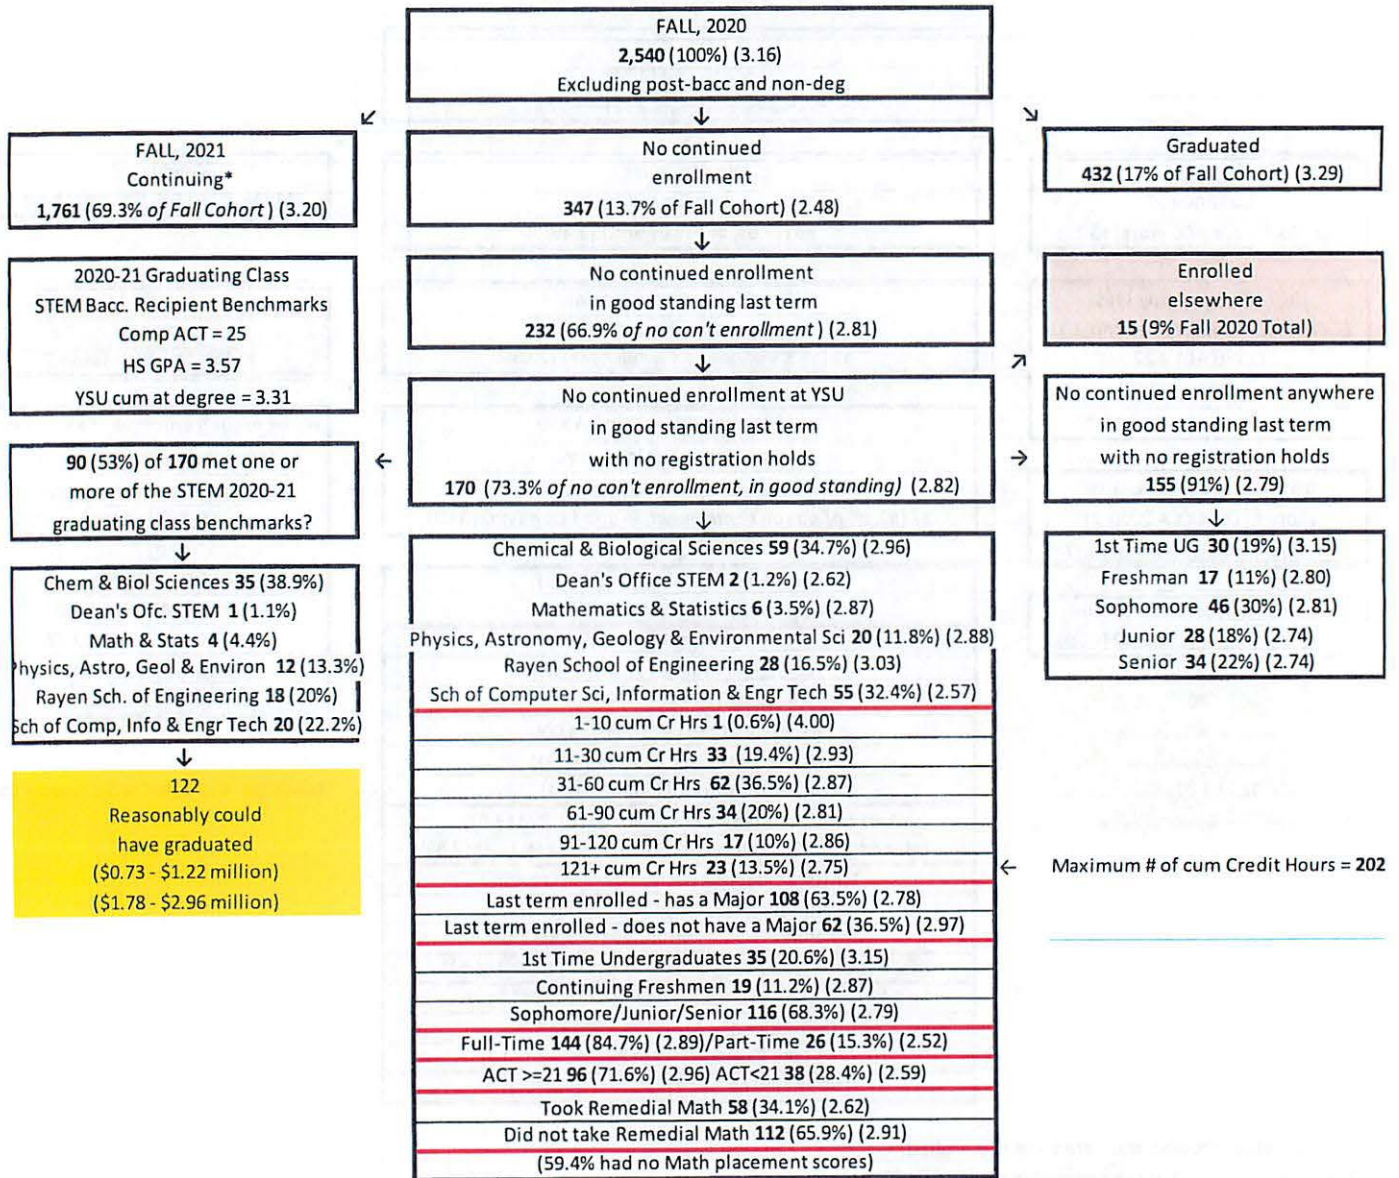 FALL, 2020
2,540 (100%) (3.16)
Excluding post-bacc and non-deg
↙ ↓ ↘
FALL, 2021
Continuing*
1,761 (69.3% of Fall Cohort) (3.20)
No continued
enrollment
347 (13.7% of Fall Cohort) (2.48)
Graduated
432 (17% of Fall Cohort) (3.29)
↓
2020-21 Graduating Class
STEM Bacc. Recipient Benchmarks
Comp ACT = 25
HS GPA = 3.57
YSU cum at degree = 3.31
No continued enrollment
in good standing last term
232 (66.9% of no con't enrollment) (2.81)
Enrolled
elsewhere
15 (9% Fall 2020 Total)
↓ ↗
90 (53%) of 170 met one or
more of the STEM 2020-21
graduating class benchmarks?
←
No continued enrollment at YSU
in good standing last term
with no registration holds
170 (73.3% of no con't enrollment, in good standing) (2.82)
→
No continued enrollment anywhere
in good standing last term
with no registration holds
155 (91%) (2.79)
↓ ↓ ↓
Chem & Biol Sciences 35 (38.9%)
Dean's Ofc. STEM 1 (1.1%)
Math & Stats 4 (4.4%)
Physics, Astro, Geol & Environ 12 (13.3%)
Rayen Sch. of Engineering 18 (20%)
Sch of Comp, Info & Engr Tech 20 (22.2%)
↓
122
Reasonably could
have graduated
($0.73 - $1.22 million)
($1.78 - $2.96 million)
Chemical & Biological Sciences 59 (34.7%) (2.96)
Dean's Office STEM 2 (1.2%) (2.62)
Mathematics & Statistics 6 (3.5%) (2.87)
Physics, Astronomy, Geology & Environmental Sci 20 (11.8%) (2.88)
Rayen School of Engineering 28 (16.5%) (3.03)
Sch of Computer Sci, Information & Engr Tech 55 (32.4%) (2.57)
1-10 cum Cr Hrs 1 (0.6%) (4.00)
11-30 cum Cr Hrs 33 (19.4%) (2.93)
31-60 cum Cr Hrs 62 (36.5%) (2.87)
61-90 cum Cr Hrs 34 (20%) (2.81)
91-120 cum Cr Hrs 17 (10%) (2.86)
121+ cum Cr Hrs 23 (13.5%) (2.75)
← Maximum # of cum Credit Hours = 202
Last term enrolled - has a Major 108 (63.5%) (2.78)
Last term enrolled - does not have a Major 62 (36.5%) (2.97)
1st Time Undergraduates 35 (20.6%) (3.15)
Continuing Freshmen 19 (11.2%) (2.87)
Sophomore/Junior/Senior 116 (68.3%) (2.79)
Full-Time 144 (84.7%) (2.89)/Part-Time 26 (15.3%) (2.52)
ACT >=21 96 (71.6%) (2.96) ACT<21 38 (28.4%) (2.59)
Took Remedial Math 58 (34.1%) (2.62)
Did not take Remedial Math 112 (65.9%) (2.91)
(59.4% had no Math placement scores)
1st Time UG 30 (19%) (3.15)
Freshman 17 (11%) (2.80)
Sophomore 46 (30%) (2.81)
Junior 28 (18%) (2.74)
Senior 34 (22%) (2.74)